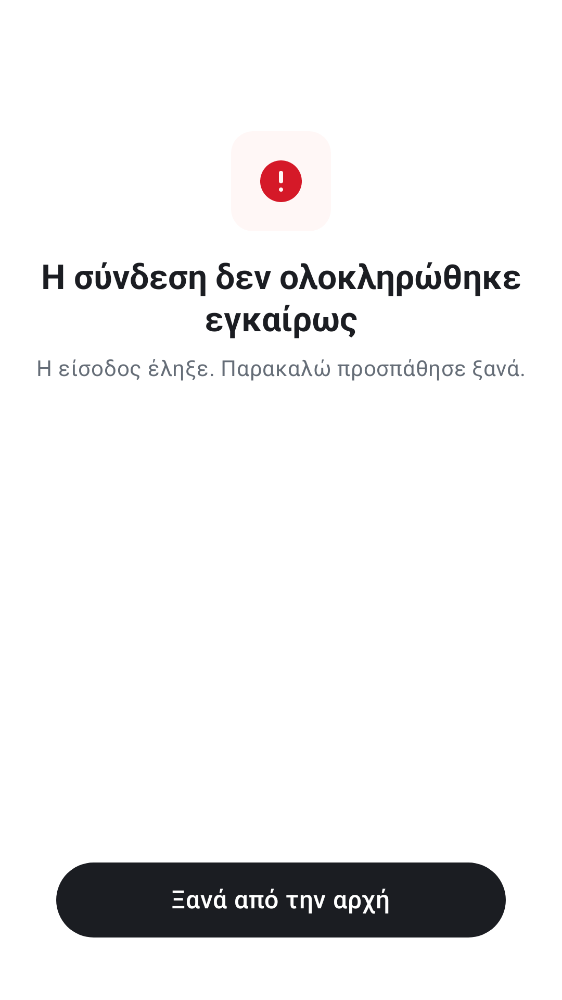 Η σύνδεση δεν ολοκληρώθηκε
εγκαίρως
Η είσοδος έληξε. Παρακαλώ προσπάθησε ξανά.
Ξανά από την αρχή